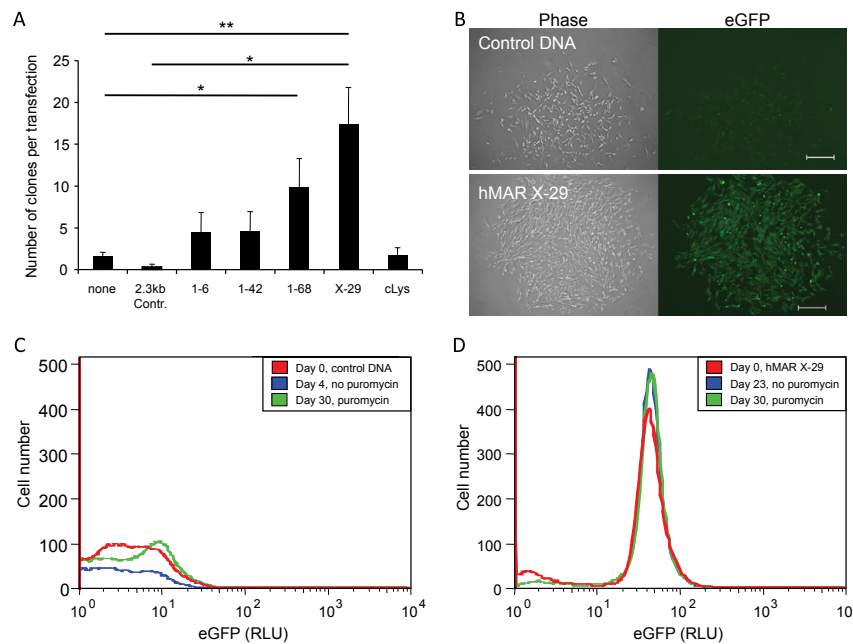 A
**
*
*
Number of clones per transfection
25
20
15
10
5
0
none
2.3kb
Contr.
1-6
1-42
1-68
X-29
cLys
B
Phase
eGFP
Control DNA
hMAR X-29
C
Cell number
500
400
300
200
100
0
Day 0, control DNA
Day 4, no puromycin
Day 30, puromycin
10^0
10^1
10^2
10^3
10^4
eGFP (RLU)
D
Cell number
500
400
300
200
100
0
Day 0, hMAR X-29
Day 23, no puromycin
Day 30, puromycin
10^0
10^1
10^2
10^3
10
eGFP (RLU)